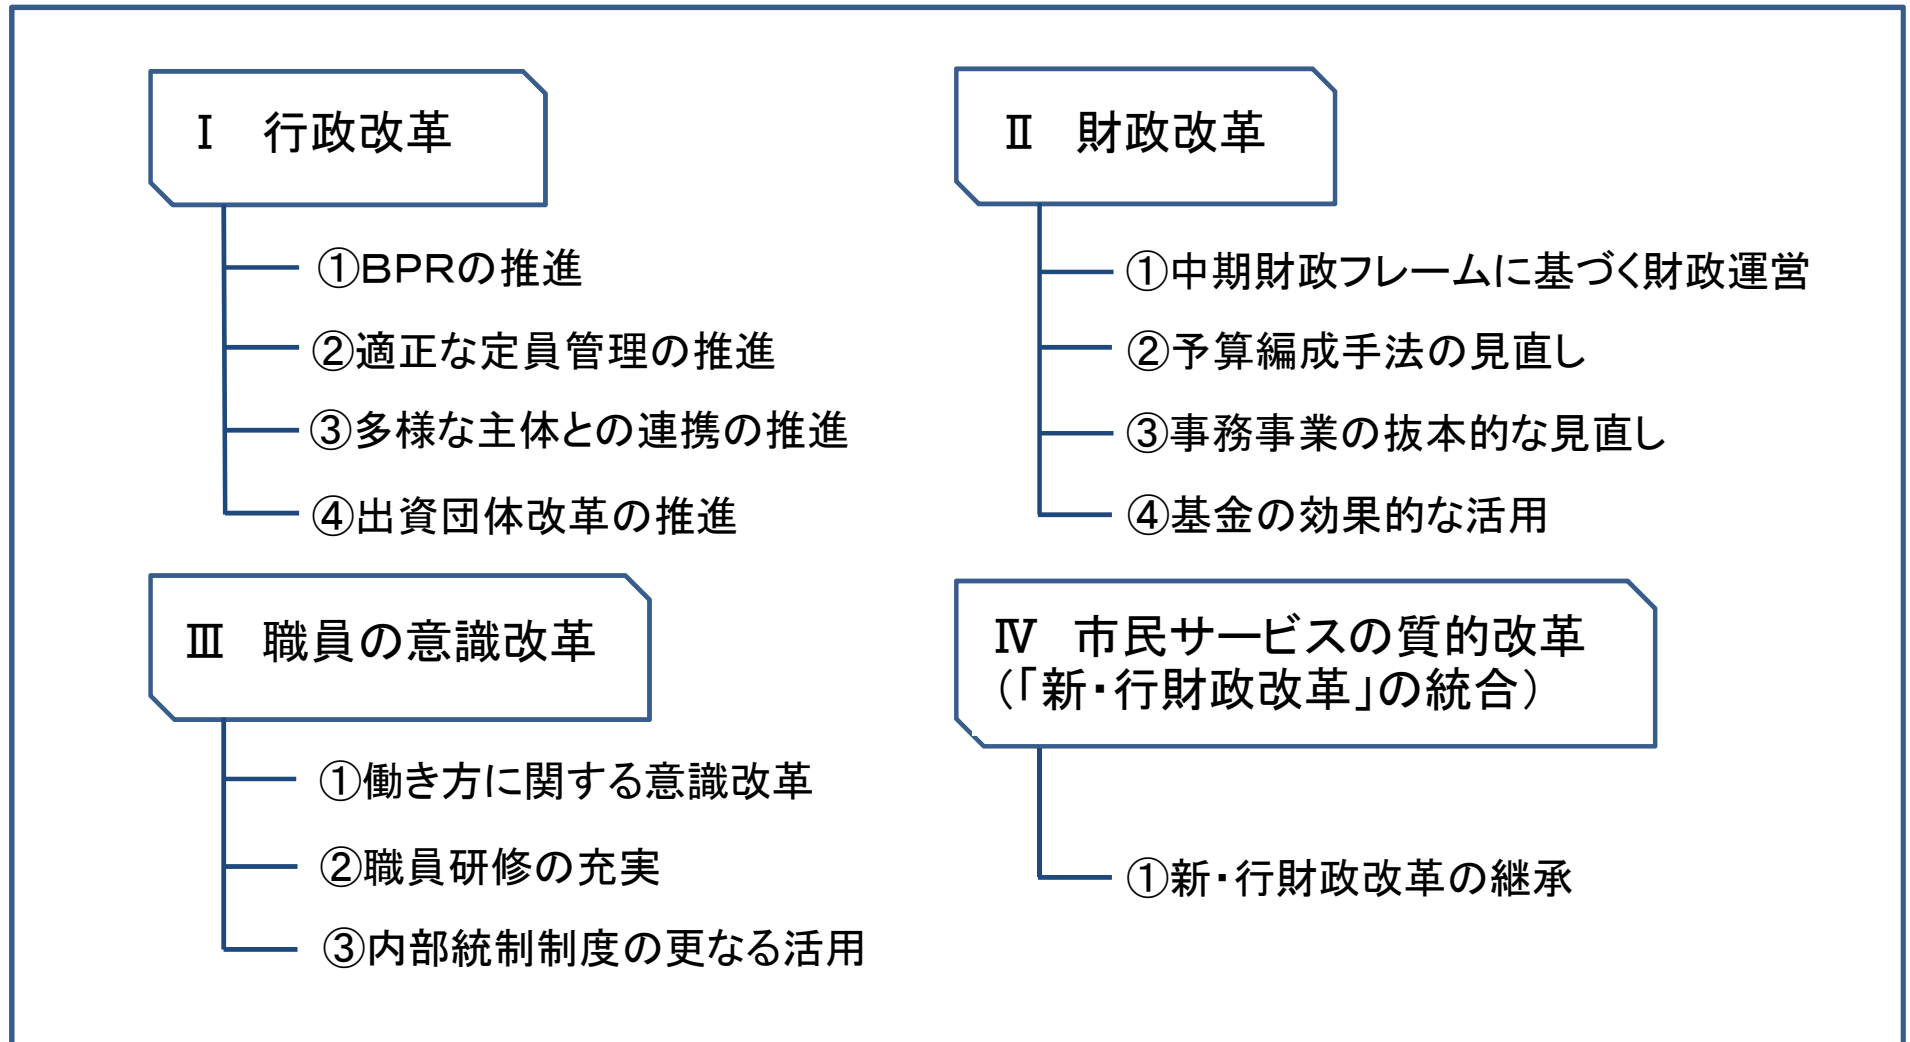 Ⅰ　行政改革
①ＢＰＲの推進
②適正な定員管理の推進
③多様な主体との連携の推進
④出資団体改革の推進
Ⅱ　財政改革
①中期財政フレームに基づく財政運営
②予算編成手法の見直し
③事務事業の抜本的な見直し
④基金の効果的な活用
Ⅲ　職員の意識改革
①働き方に関する意識改革
②職員研修の充実
③内部統制制度の更なる活用
Ⅳ　市民サービスの質的改革
（「新・行財政改革」の統合）
①新・行財政改革の継承